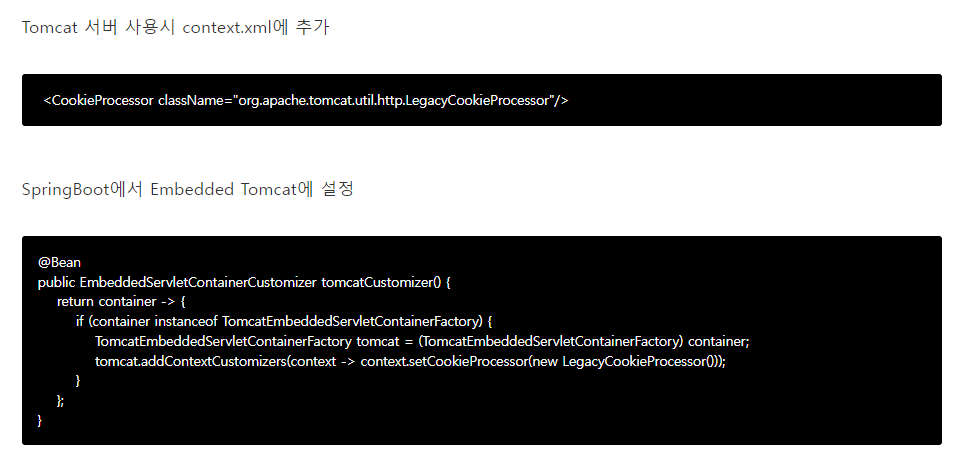 Tomcat 서버 사용시 context.xml에 추가
<CookieProcessor className="org.apache.tomcat.util.http.LegacyCookieProcessor"/>
SpringBoot에서 Embedded Tomcat에 설정
@Bean
public EmbeddedServletContainerCustomizer tomcatCustomizer() {
return container -> {
if (container instanceof TomcatEmbeddedServletContainerFactory) {
TomcatEmbeddedServletContainerFactory tomcat = (TomcatEmbeddedServletContainerFactory) container;
tomcat.addContextCustomizers(context -> context.setCookieProcessor(new LegacyCookieProcessor()));
}
};
}